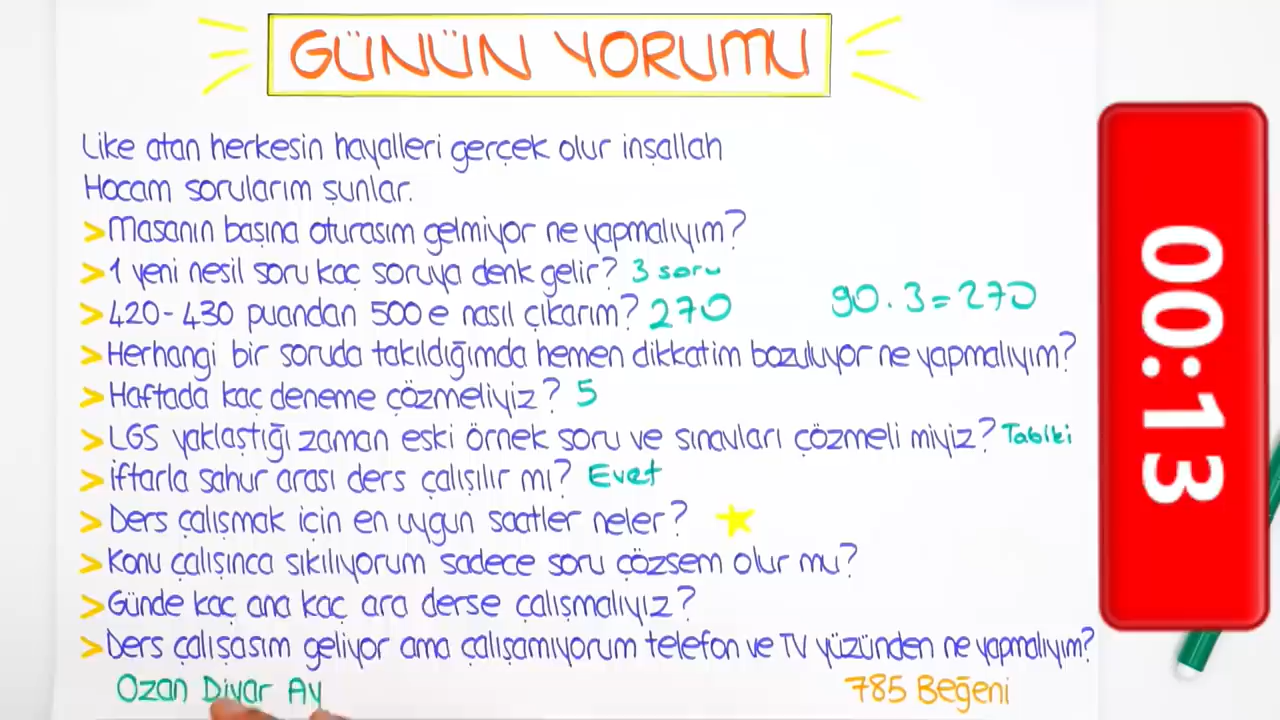 GÜNÜN YORUMU
Like atan herkesin hayalleri gerçek olur inşallah
Hocam sorularım şunlar.
> Masanın başına oturasım gelmiyor ne yapmalıyım?
> 1 yeni nesil soru kaç soruya denk gelir? 3 soru
90.3=270
> 420-430 puandan 500 e nasıl çıkarım? 270
> Herhangi bir soruda takıldığımda hemen dikkatim bozuluyor ne yapmalıyım?
> Haftada kaç deneme çözmeliyiz? 5
> LGS yaklaştığı zaman eski örnek soru ve sınavları çözmeli miyiz? Tabiki
> İftarla sahur arası ders çalışılır mı? Evet
> Ders çalışmak için en uygun saatler neler?
> Konu çalışınca sıkılıyorum sadece soru çözsem olur mu?
> Günde kaç ana kaç ara derse çalışmalıyız?
> Ders çalışasım geliyor ama çalışamıyorum telefon ve TV yüzünden ne yapmalıyım?
Ozan Diyar Ay
785 Beğeni
00:13